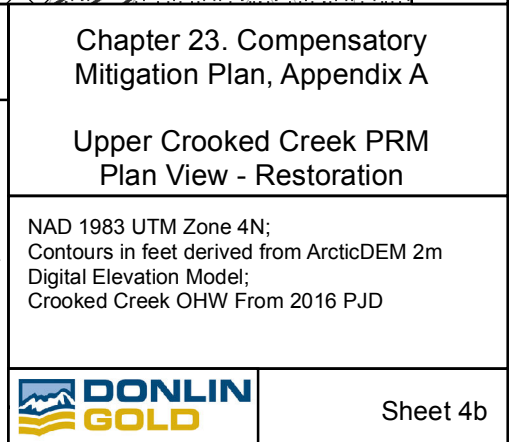 Chapter 23. Compensatory
Mitigation Plan, Appendix A
Upper Crooked Creek PRM
Plan View - Restoration
NAD 1983 UTM Zone 4N;
Contours in feet derived from ArcticDEM 2m
Digital Elevation Model;
Crooked Creek OHW From 2016 PJD
DONLIN
GOLD
Sheet 4b